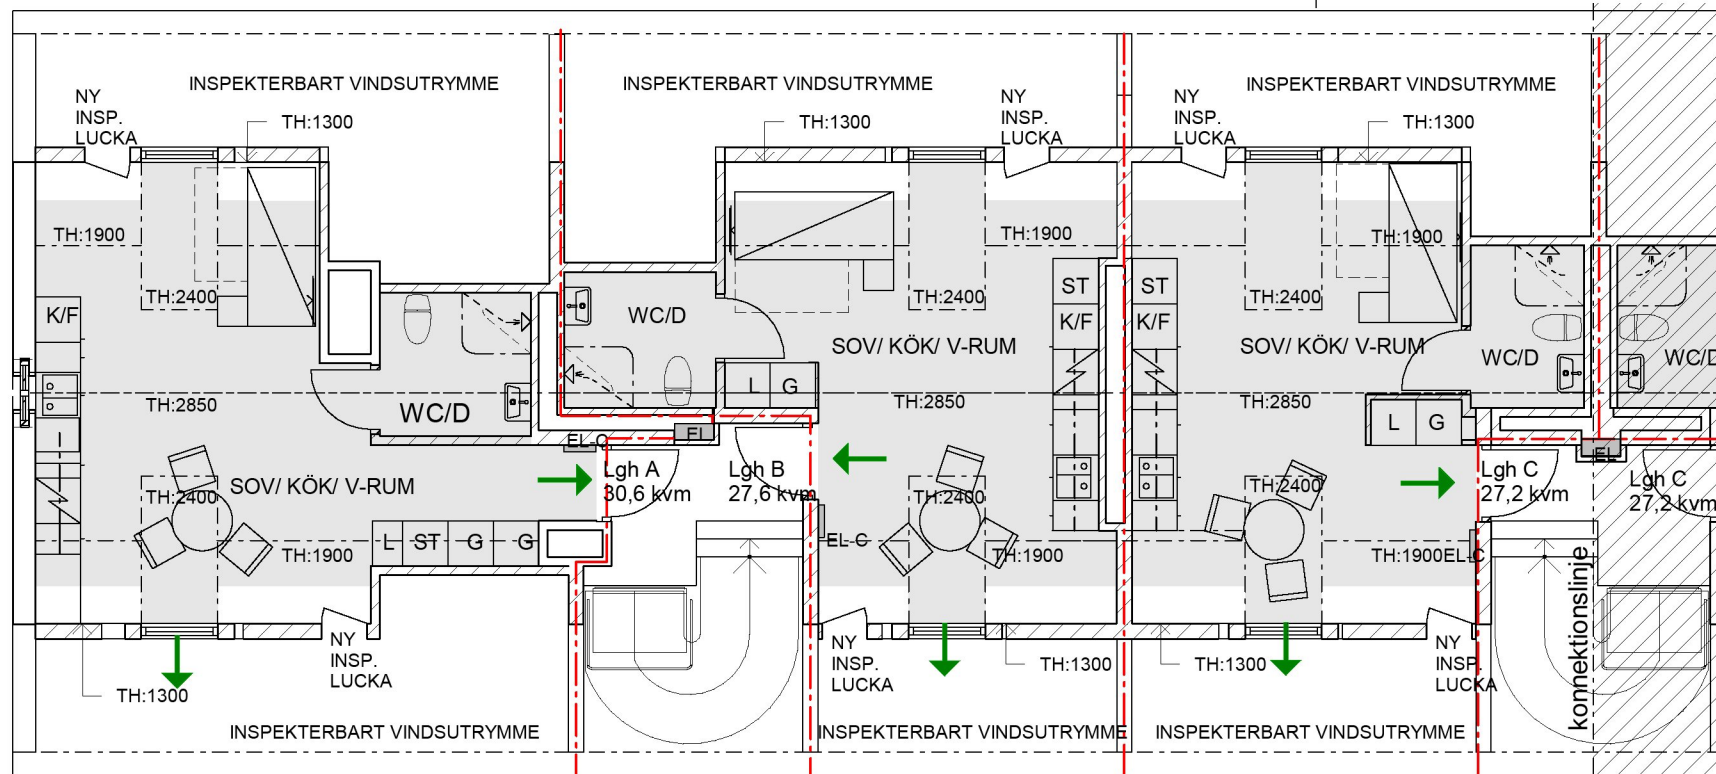 INSPEKTERBART VINDSUTRYMME
INSPEKTERBART VINDSUTRYMME
INSPEKTERBART VINDSUTRYMME
NY
INSP.
LUCKA
TH:1300
TH:1300
NY
INSP.
LUCKA
NY
INSP.
LUCKA
TH:1300
TH:1900
TH:1900
TH:1900
TH:2400
TH:2400
TH:2400
K/F
WC/D
ST
K/F
ST
K/F
SOV/ KÖK/ V-RUM
SOV/ KÖK/ V-RUM
WC/D
WC/D
L
G
TH:2850
TH:2850
TH:2850
WC/D
L
G
EL-C
EL
EL
Lgh A
30,6 kvm
Lgh B
27,6 kvm
Lgh C
27,2 kvm
Lgh C
27,2 kvm
SOV/ KÖK/ V-RUM
TH:2400
TH:2400
TH:2400
L
ST
G
G
TH:1900
EL-C
TH:1900
TH:1900
EL-C
konnektionslinje
NY
INSP.
LUCKA
NY
INSP.
LUCKA
NY
INSP.
LUCKA
TH:1300
TH:1300
TH:1300
INSPEKTERBART VINDSUTRYMME
INSPEKTERBART VINDSUTRYMME
INSPEKTERBART VINDSUTRYMME